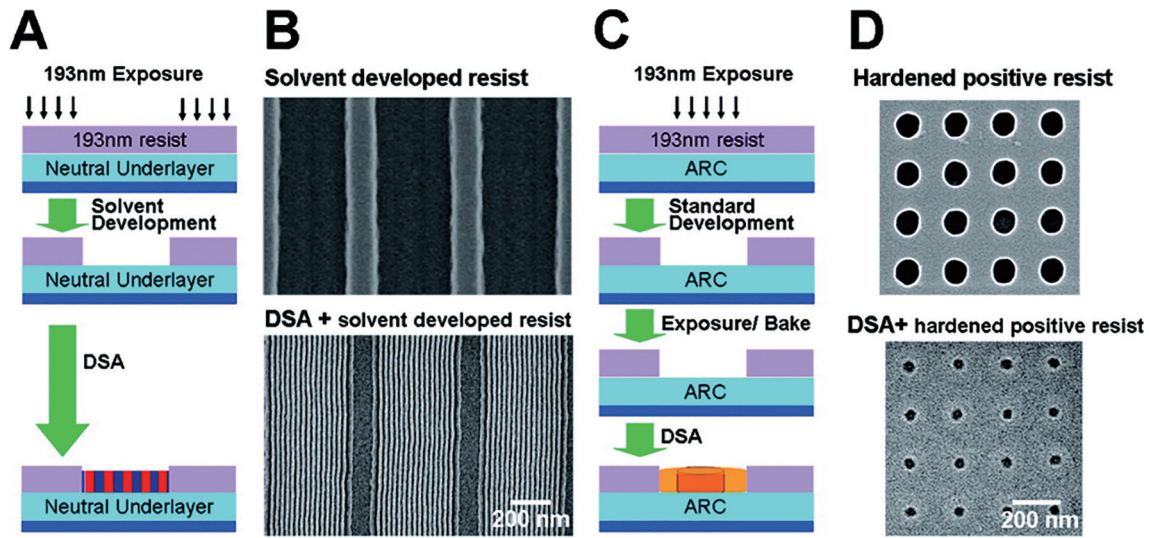 A
193nm Exposure
193nm resist
Neutral Underlayer
Solvent
Development
Neutral Underlayer
DSA
Neutral Underlayer
B
Solvent developed resist
DSA + solvent developed resist
200 nm
C
193nm Exposure
193nm resist
ARC
Standard
Development
ARC
Exposure/ Bake
ARC
DSA
ARC
D
Hardened positive resist
DSA+ hardened positive resist
200 nm